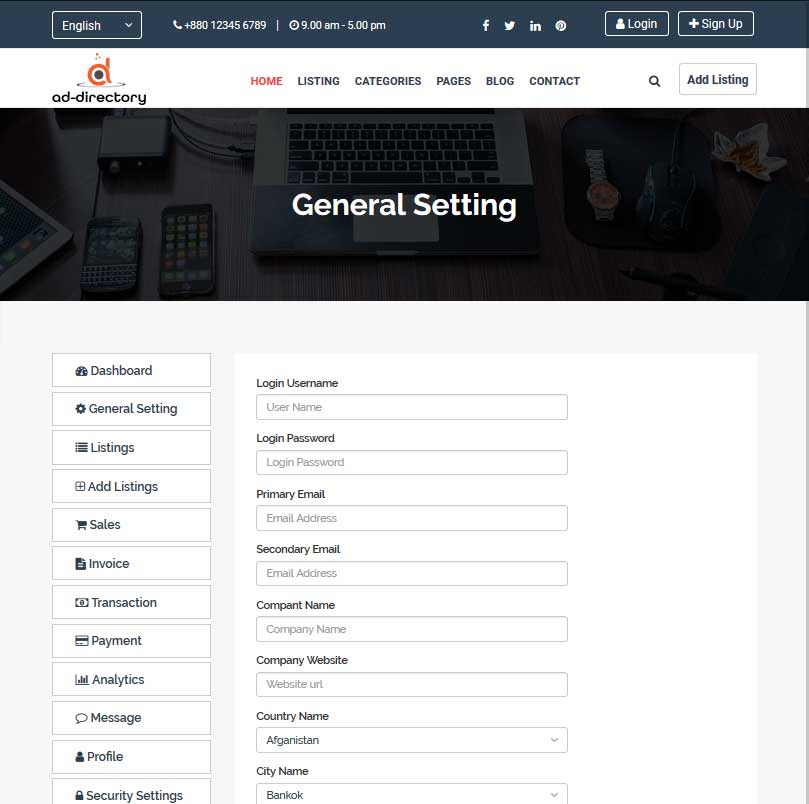 English
+880 12345 6789 | 9.00 am - 5.00 pm
Login
Sign Up
ad-directory
HOME LISTING CATEGORIES PAGES BLOG CONTACT
Add Listing
General Setting
Dashboard
General Setting
Listings
Add Listings
Sales
Invoice
Transaction
Payment
Analytics
Message
Profile
Security Settings
Login Username
User Name
Login Password
Login Password
Primary Email
Email Address
Secondary Email
Email Address
Compant Name
Company Name
Company Website
Website url
Country Name
Afganistan
City Name
Bankok